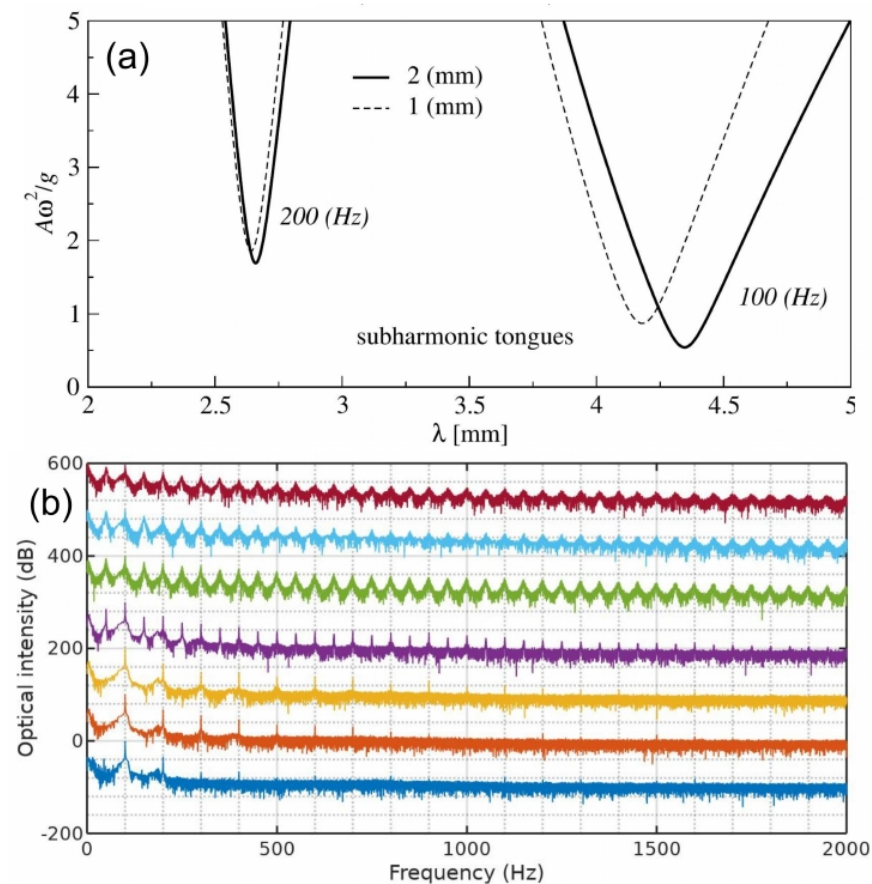 (a)
5
4
3
2
1
0
Aω²/g
2 (mm)
1 (mm)
200 (Hz)
100 (Hz)
subharmonic tongues
2
2.5
3
3.5
4
4.5
5
λ [mm]
(b)
600
400
200
0
-200
Optical intensity (dB)
0
500
1000
1500
2000
Frequency (Hz)